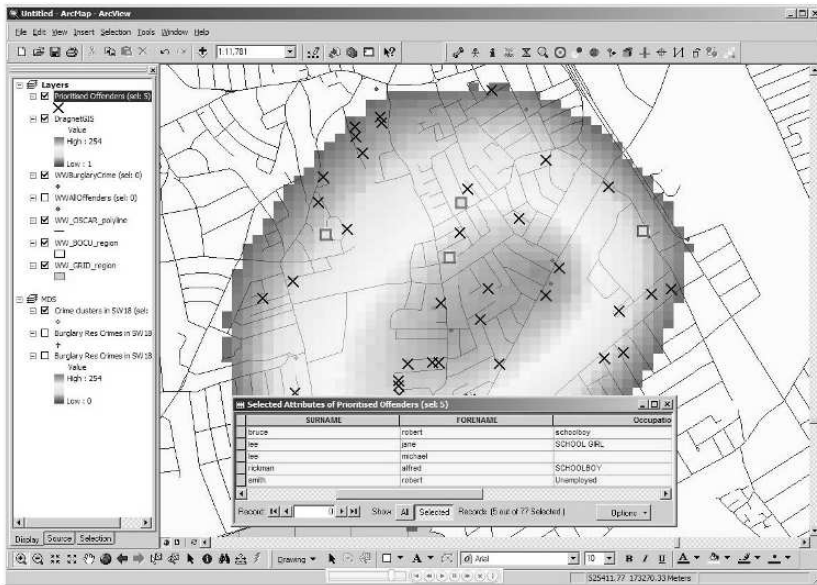 Untitled - ArcMap - ArcView
File Edit View Insert Selection Tools Window Help
1:11,781
Layers
Prioritised Offenders (sel: 5)
DragnetGIS
Value
High : 254
Low : 1
WWBurglaryCrime (sel: 0)
WWAllOffenders (sel: 0)
WW_OSCAR_polyline
WW_BOCU_region
WW_GRID_region
MDS
Crime clusters in SW18 (sel:
Burglary Res Crimes in SW18
Burglary Res Crimes in SW18
Value
High : 254
Low : 0
Display Source Selection
Selected Attributes of Prioritised Offenders (sel: 5)
SURNAME FORENAME Occupatio
bruce robert schoolboy
lee jane SCHOOL GIRL
lee michael
rickman alfred SCHOOLBOY
smith robert Unemployed
Record: 0 Show: All Selected Records (5 out of 77 Selected.) Options
Drawing A Arial 10 B I U A
525411.77 173270.33 Meters